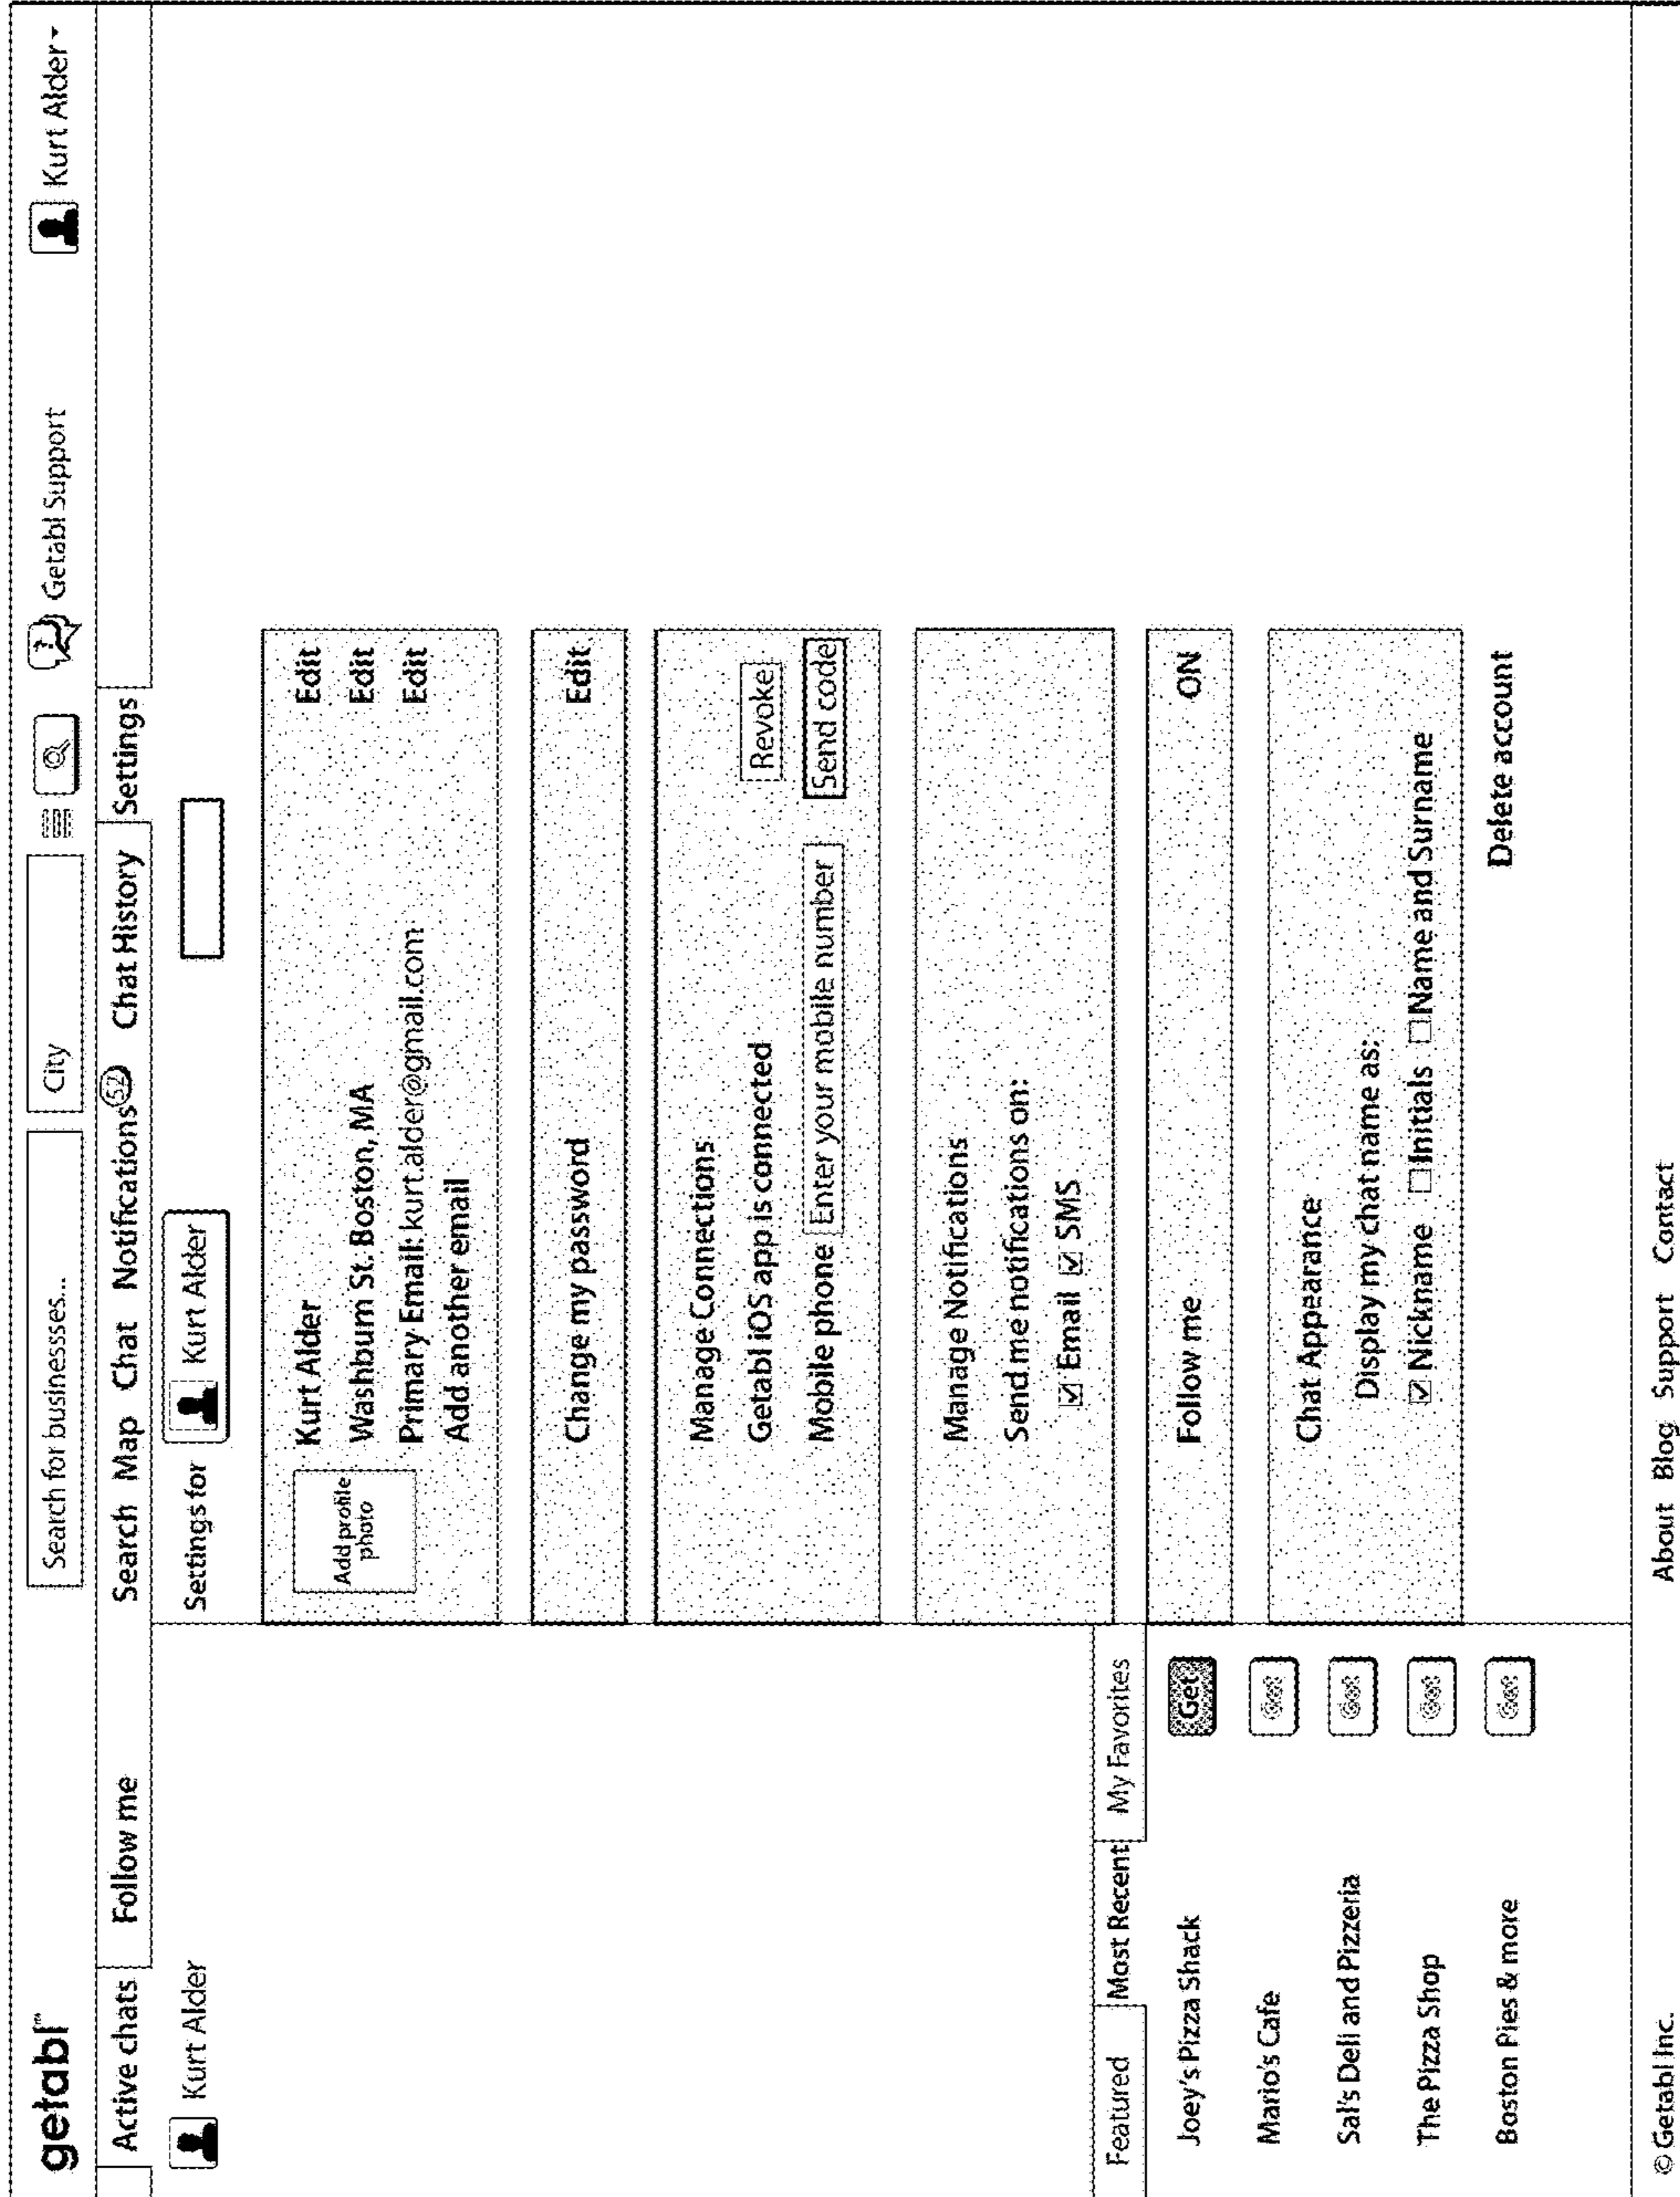 getabl™ Search for businesses... City Getabl Support Kurt Alder
Active chats Follow me Search Map Chat Notifications 52 Chat History Settings
Kurt Alder
Settings for Kurt Alder
Add profile
photo
Kurt Alder Edit
Washburn St. Boston, MA Edit
Primary Email: kurt.alder@gmail.com Edit
Add another email
Change my password Edit
Manage Connections
Getabl iOS app is connected Revoke
Mobile phone Enter your mobile number Send code
Manage Notifications
Send me notifications on:
☑ Email ☑ SMS
Follow me ON
Chat Appearance
Display my chat name as:
☑ Nickname ☐ Initials ☐ Name and Surname
Delete account
Featured Most Recent My Favorites
Joey's Pizza Shack Get
Mario's Cafe Get
Sal's Deli and Pizzeria Get
The Pizza Shop Get
Boston Pies & more Get
© Getabl Inc. About Blog Support Contact